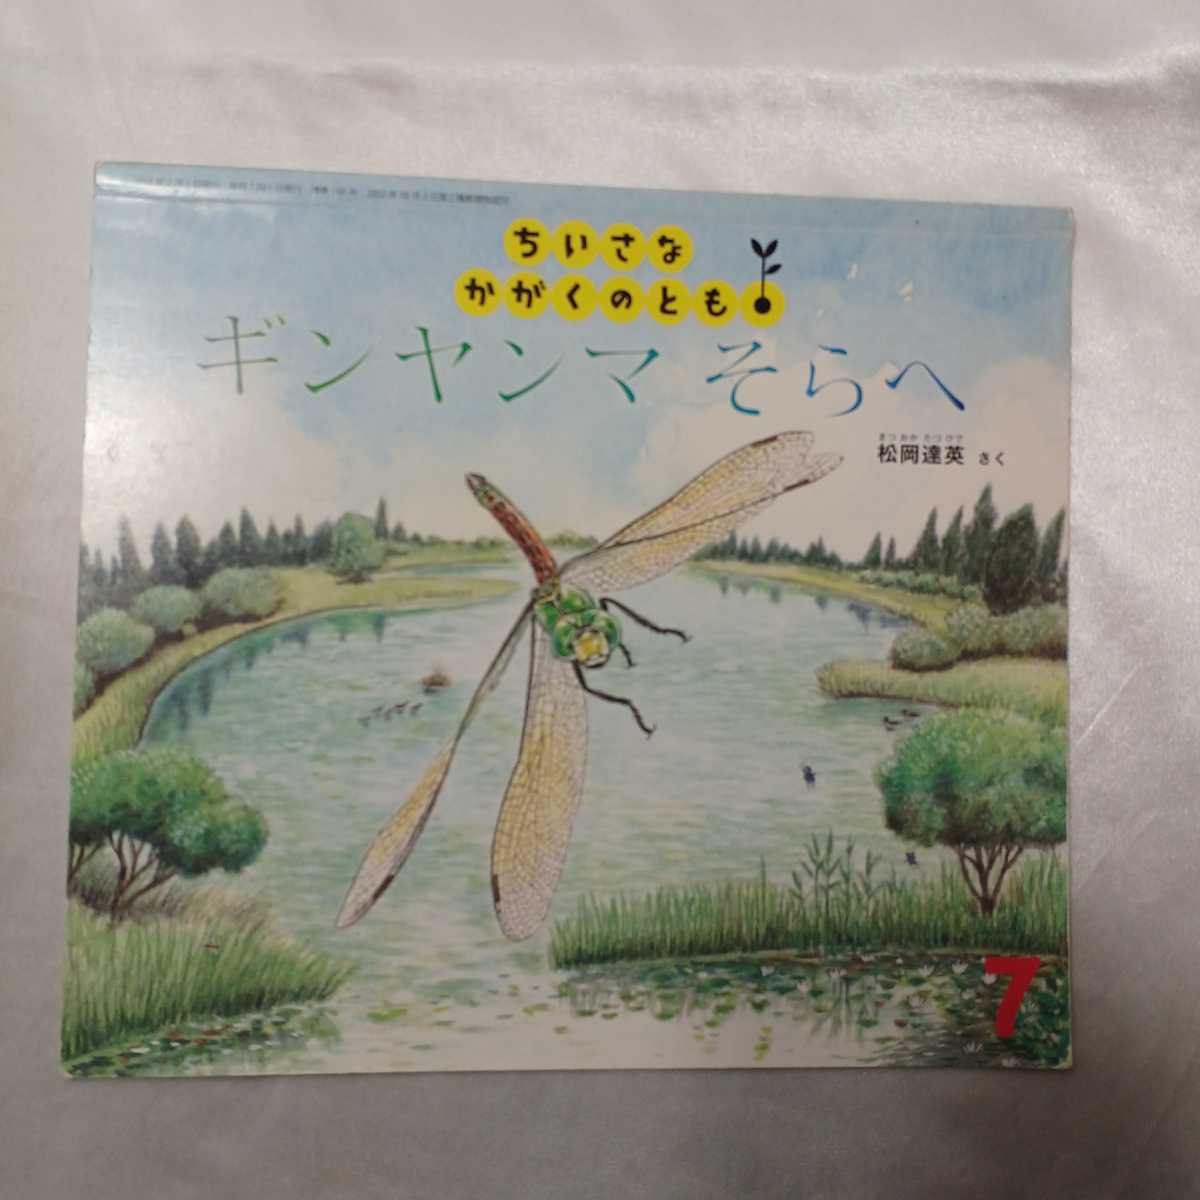 ちいさな
かがくのとも
ギンヤンマ そらへ
まつ おか たつ ひで
松岡達英 さく
7